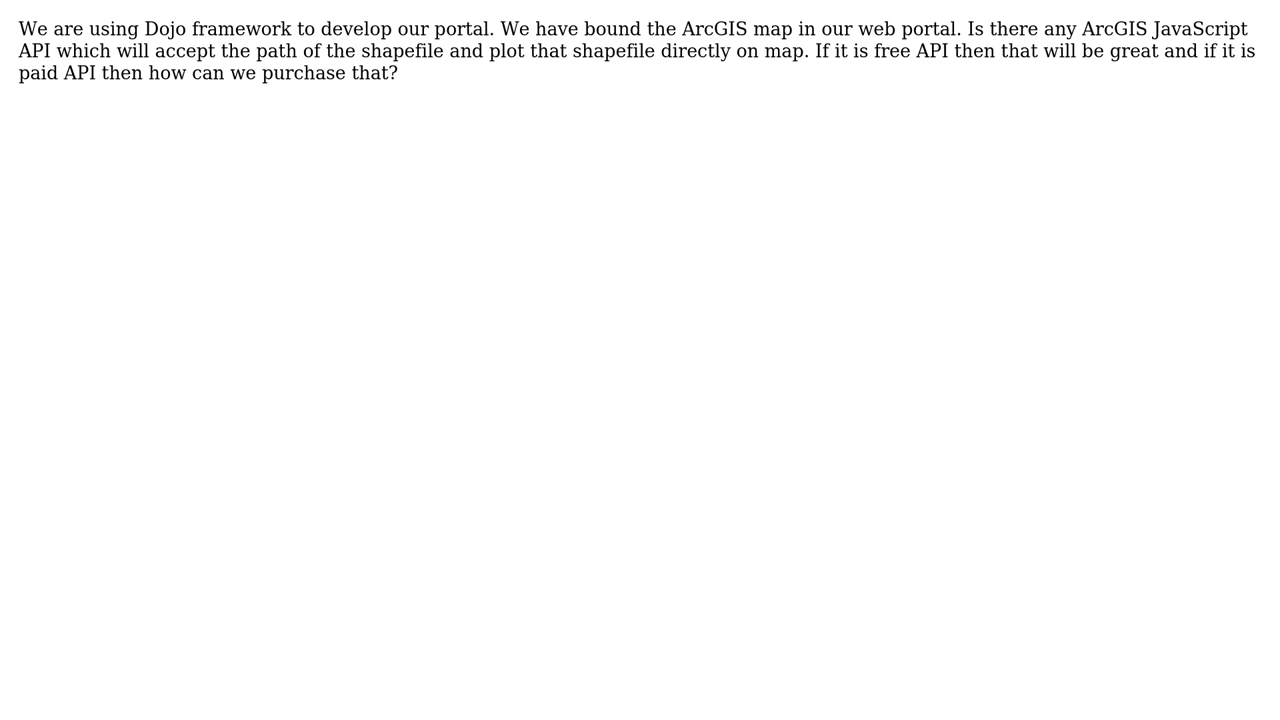 We are using Dojo framework to develop our portal. We have bound the ArcGIS map in our web portal. Is there any ArcGIS JavaScript
API which will accept the path of the shapefile and plot that shapefile directly on map. If it is free API then that will be great and if it is
paid API then how can we purchase that?